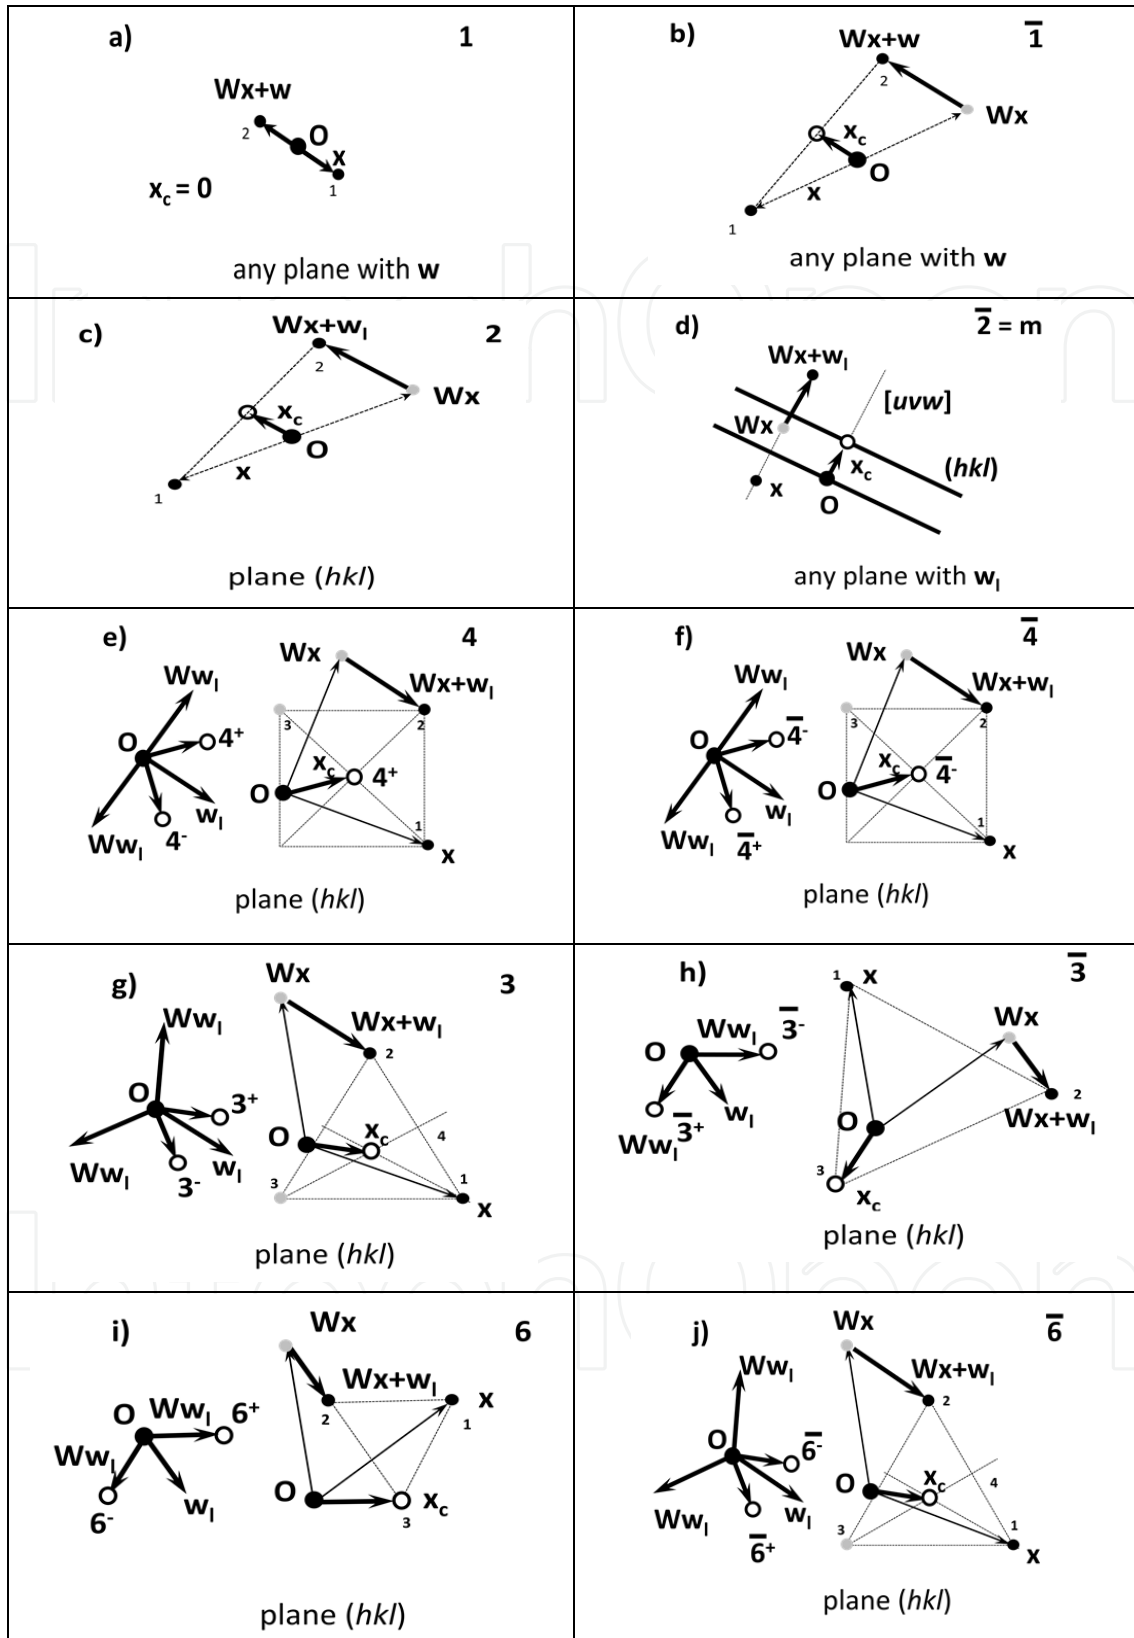 a) 1
Wx+w
2
O
x
x_c = 0
1
any plane with w
b) 1̅
Wx+w
2
Wx
x_c
O
x
1
any plane with w
c) 2
Wx+w_l
2
Wx
x_c
O
x
1
plane (hkl)
d) 2̅ = m
Wx+w_l
[uvw]
Wx
x_c
(hkl)
x
O
any plane with w_l
e) 4
Ww_l
O
4⁺
w_l
Ww_l
4⁻
Wx
Wx+w_l
3
2
x_c
4⁺
O
1
x
plane (hkl)
f) 4̅
Ww_l
O
4̅⁻
w_l
Ww_l
4̅⁺
Wx
Wx+w_l
3
2
x_c
4̅⁻
O
1
x
plane (hkl)
g) 3
Ww_l
O
3⁺
w_l
Ww_l
3⁻
Wx
Wx+w_l
2
O
x_c
4
3
1
x
plane (hkl)
h) 3̅
O
Ww_l
3̅⁻
w_l
3̅⁺
Ww_l
1
x
Wx
2
Wx+w_l
O
3
x_c
plane (hkl)
i) 6
O
Ww_l
6⁺
Ww_l
w_l
6⁻
Wx
Wx+w_l
x
2
1
O
x_c
3
plane (hkl)
j) 6̅
Ww_l
O
6̅⁻
w_l
Ww_l
6̅⁺
Wx
Wx+w_l
2
O
x_c
4
3
1
x
plane (hkl)